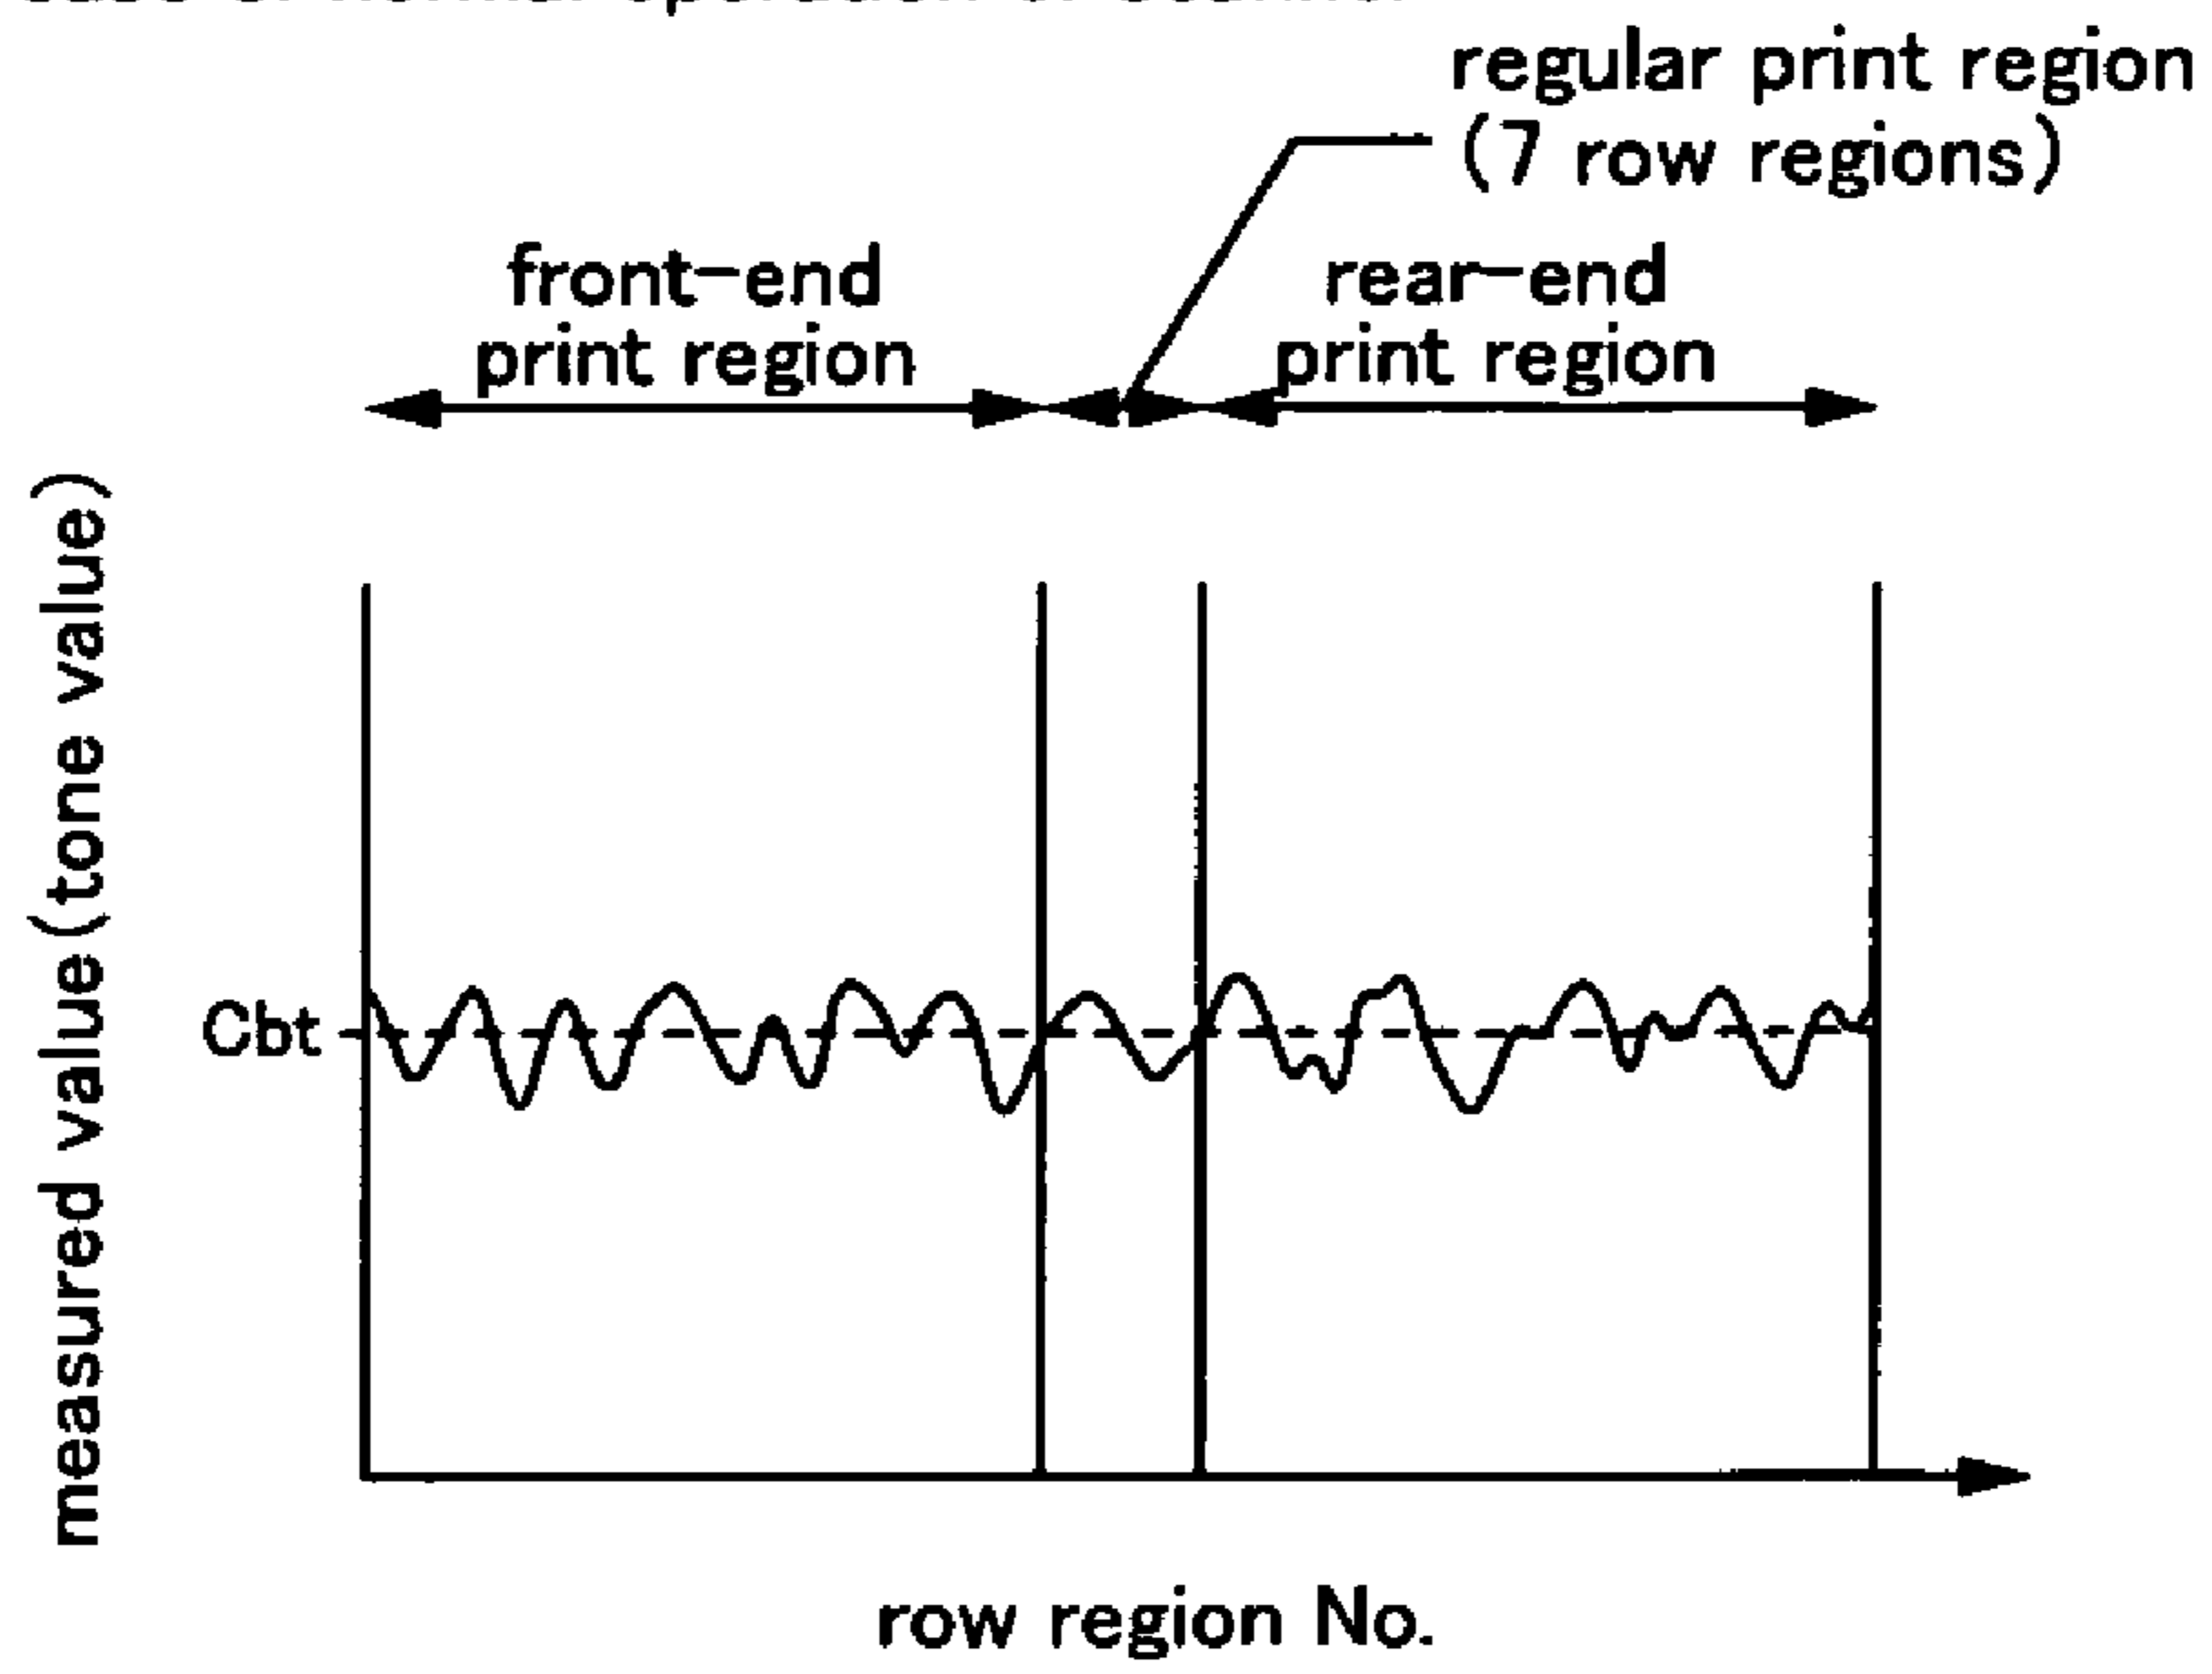 regular print region
(7 row regions)
front-end
print region
rear-end
print region
measured value(tone value)
Cbt
row region No.